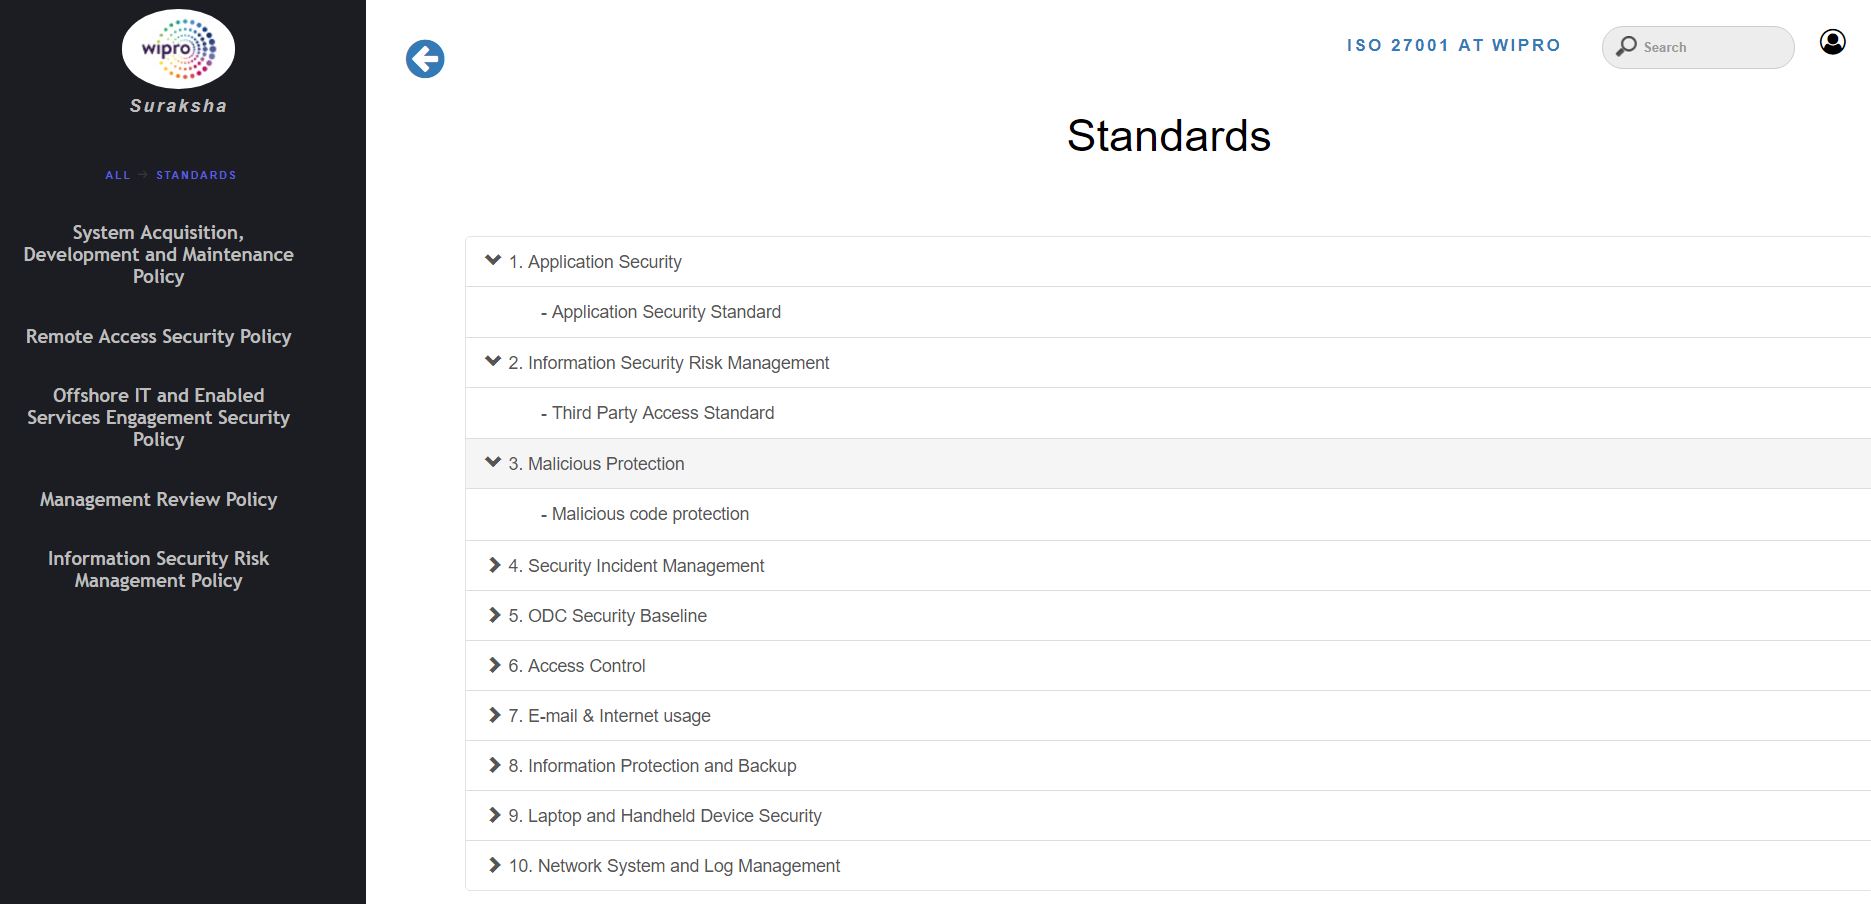 wipro
Suraksha
ALL → STANDARDS
System Acquisition,
Development and Maintenance
Policy
Remote Access Security Policy
Offshore IT and Enabled
Services Engagement Security
Policy
Management Review Policy
Information Security Risk
Management Policy
ISO 27001 AT WIPRO
Search
Standards
1. Application Security
- Application Security Standard
2. Information Security Risk Management
- Third Party Access Standard
3. Malicious Protection
- Malicious code protection
4. Security Incident Management
5. ODC Security Baseline
6. Access Control
7. E-mail & Internet usage
8. Information Protection and Backup
9. Laptop and Handheld Device Security
10. Network System and Log Management